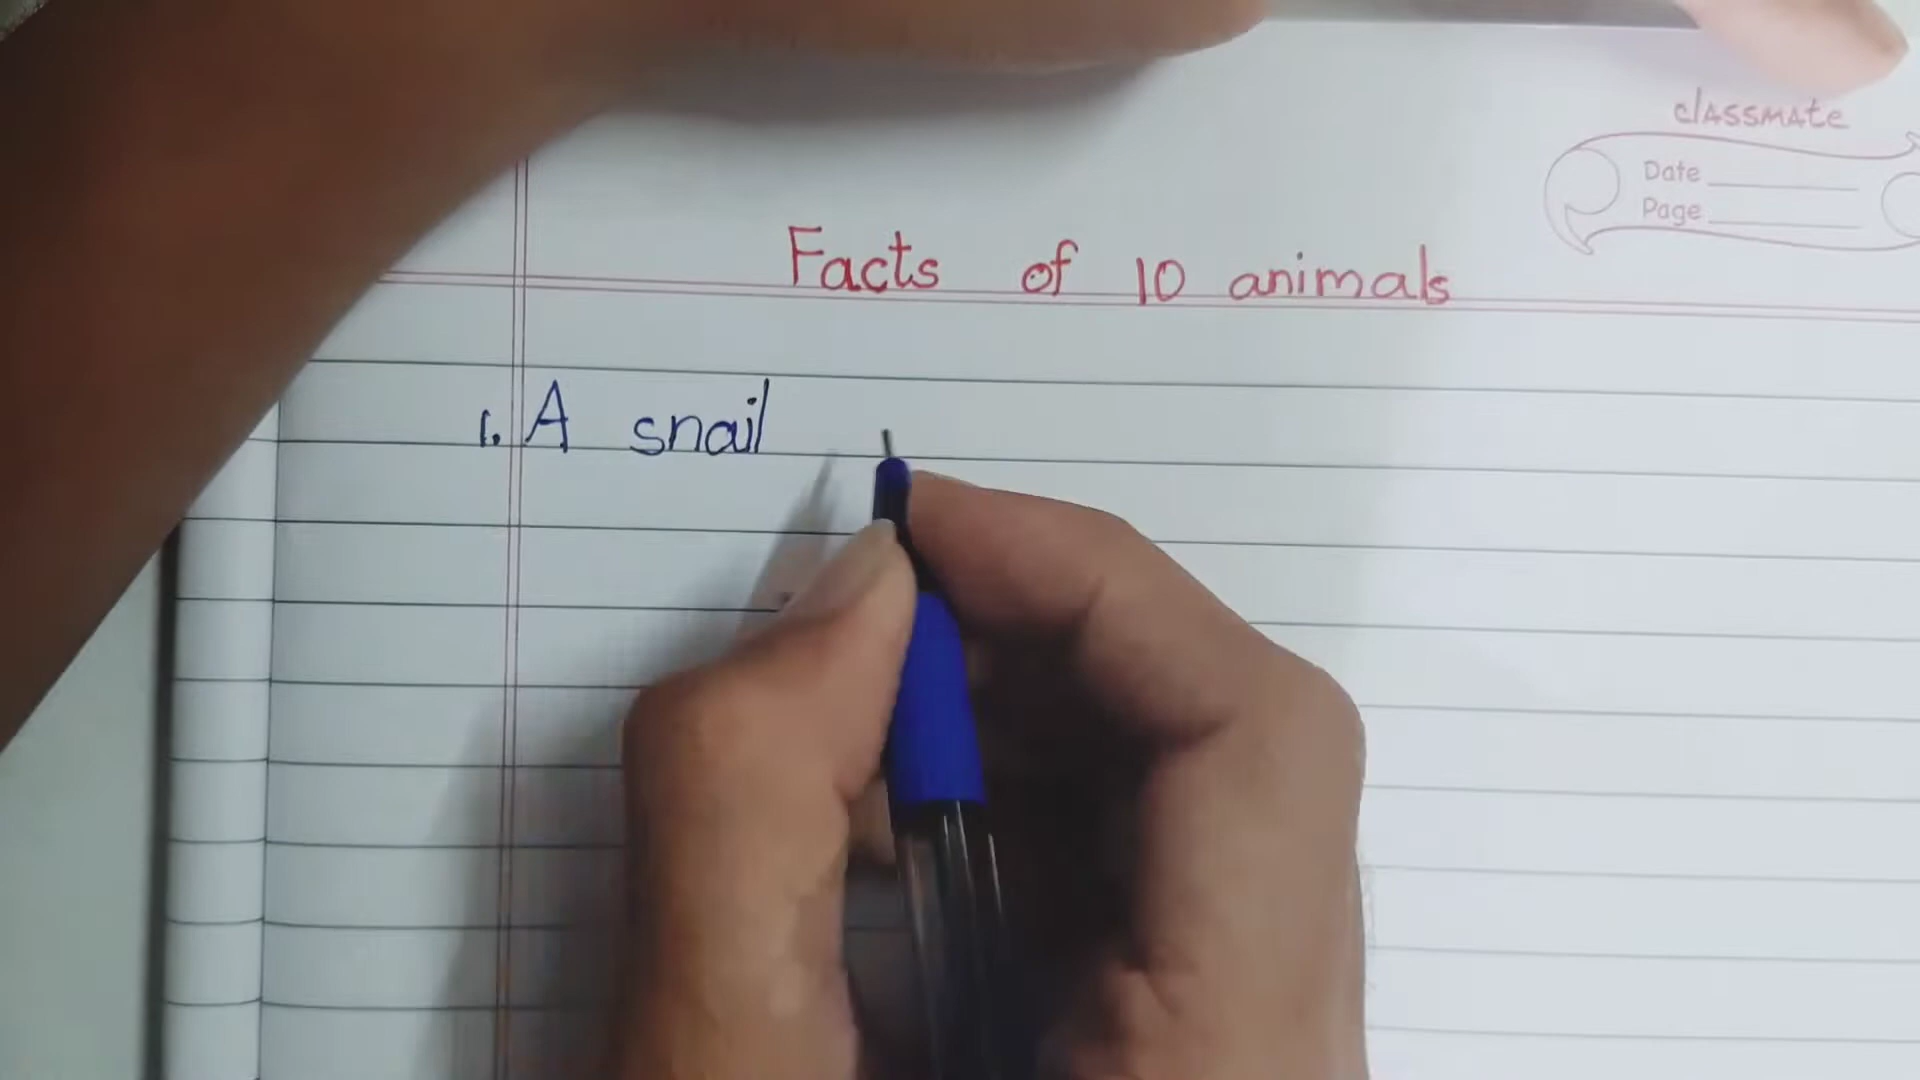 classmate
Date
Page
Facts of 10 animals
1. A snail